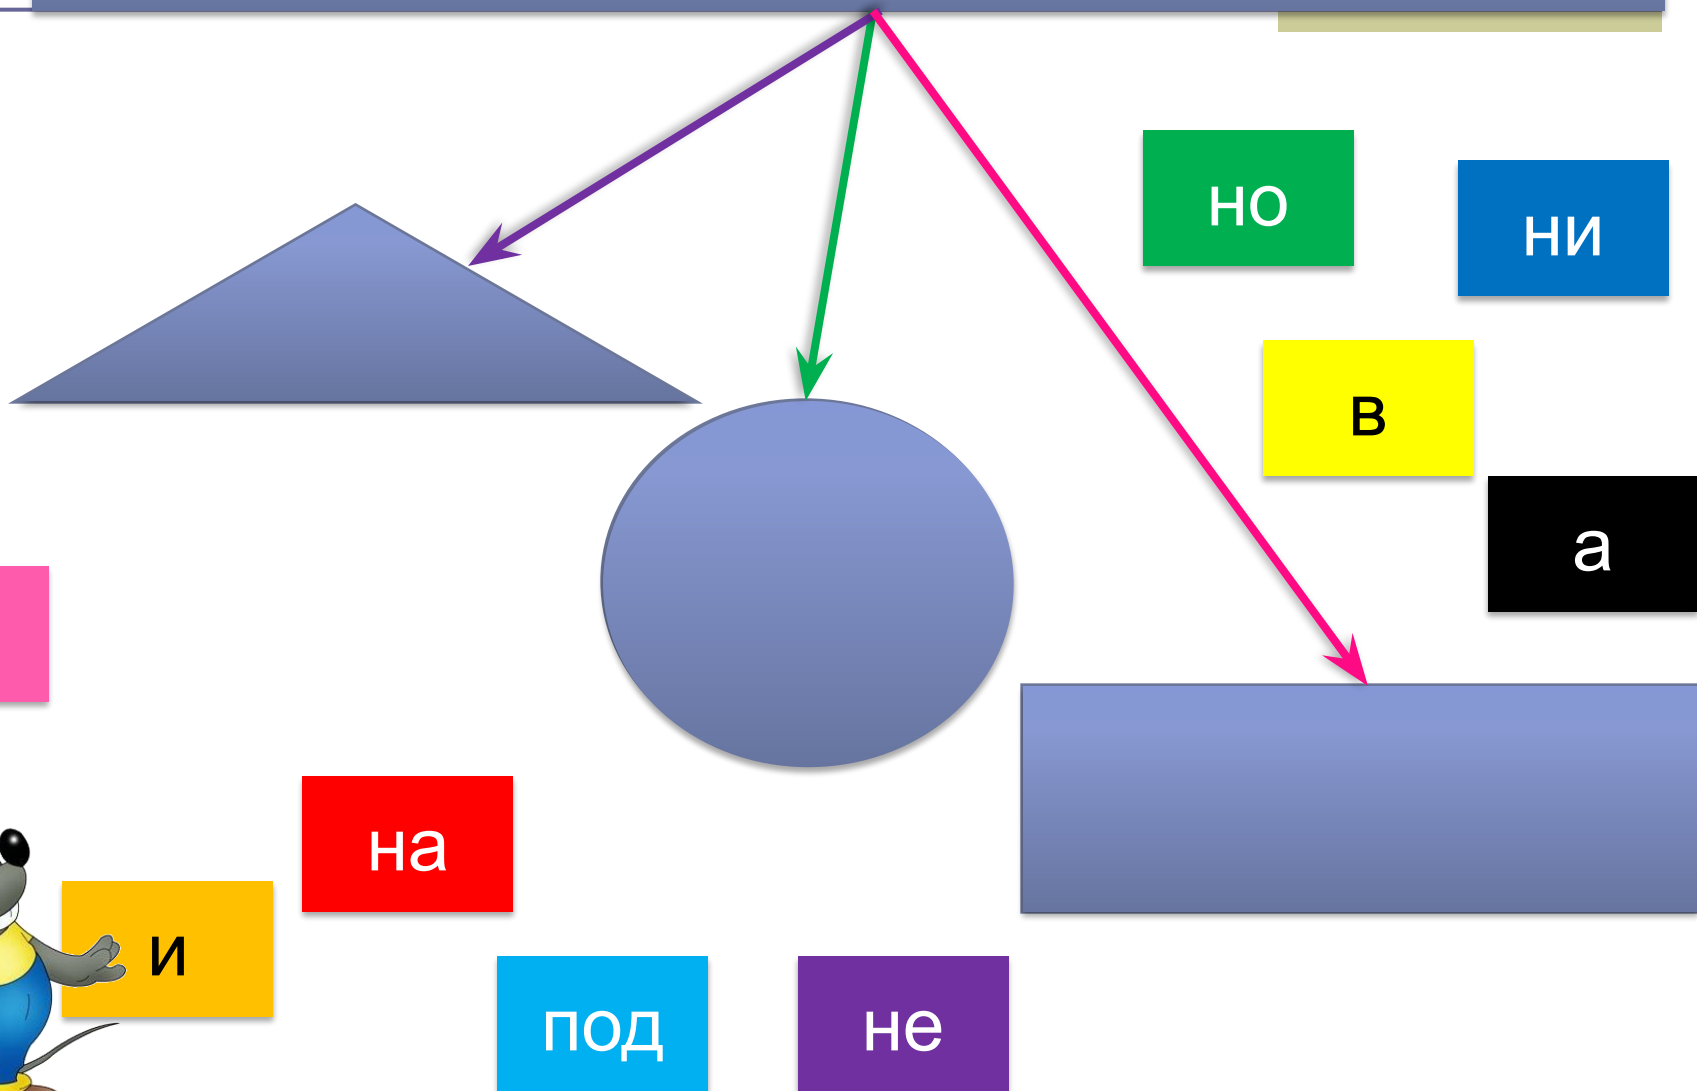 но
ни
в
а
на
и
под
не